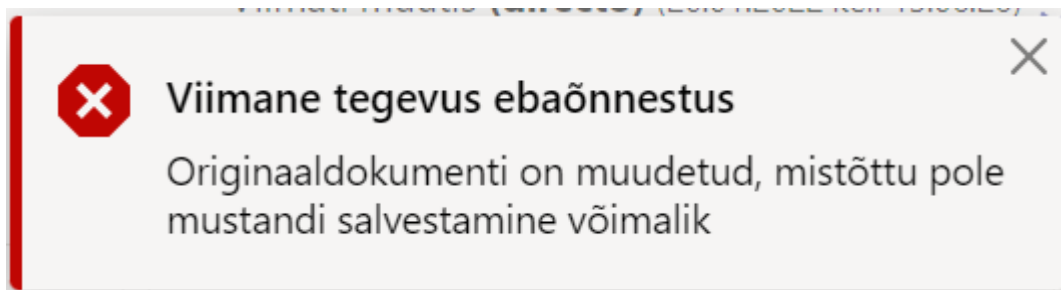 Viimane tegevus ebaõnnestus
Originaaldokumenti on muudetud, mistõttu pole
mustandi salvestamine võimalik